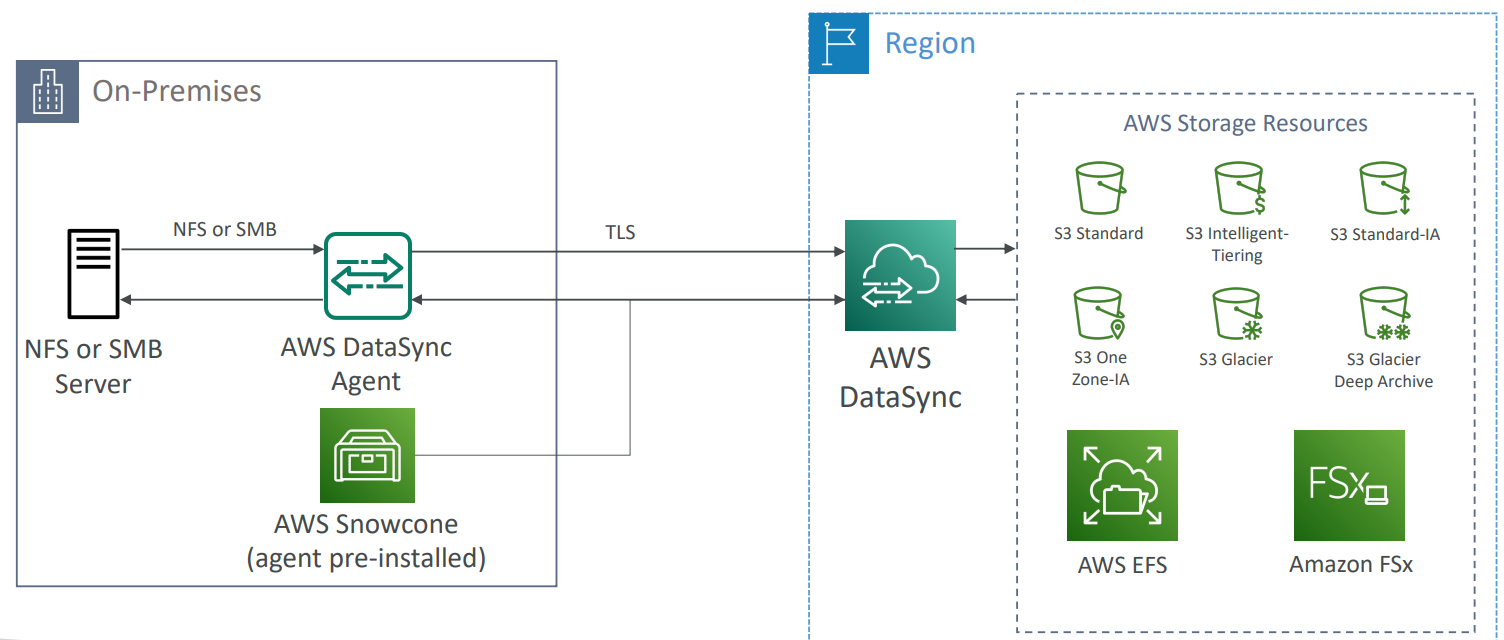 Region
On-Premises
AWS Storage Resources
S3 Standard
S3 Intelligent-
Tiering
S3 Standard-IA
NFS or SMB
TLS
S3 One
Zone-IA
S3 Glacier
S3 Glacier
Deep Archive
NFS or SMB
Server
AWS DataSync
Agent
AWS
DataSync
AWS Snowcone
(agent pre-installed)
FSx
AWS EFS
Amazon FSx